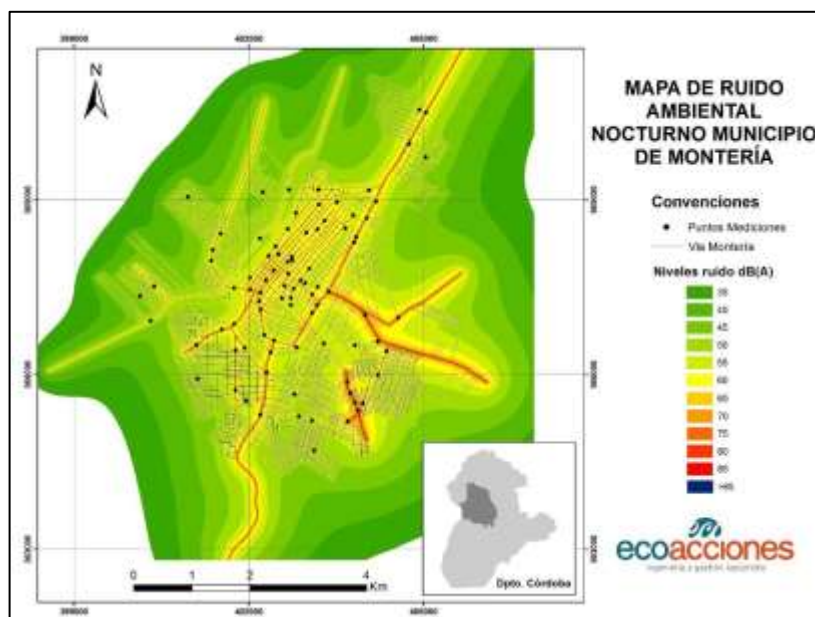 MAPA DE RUIDO
AMBIENTAL
NOCTURNO MUNICIPIO
DE MONTERÍA
Convenciones
Puntos Mediciones
Vía Montería
Niveles ruido dB(A)
35
40
45
50
55
60
65
70
75
80
85
>85
N
0 1 2 4
Km
Dpto. Córdoba
ecoacciones